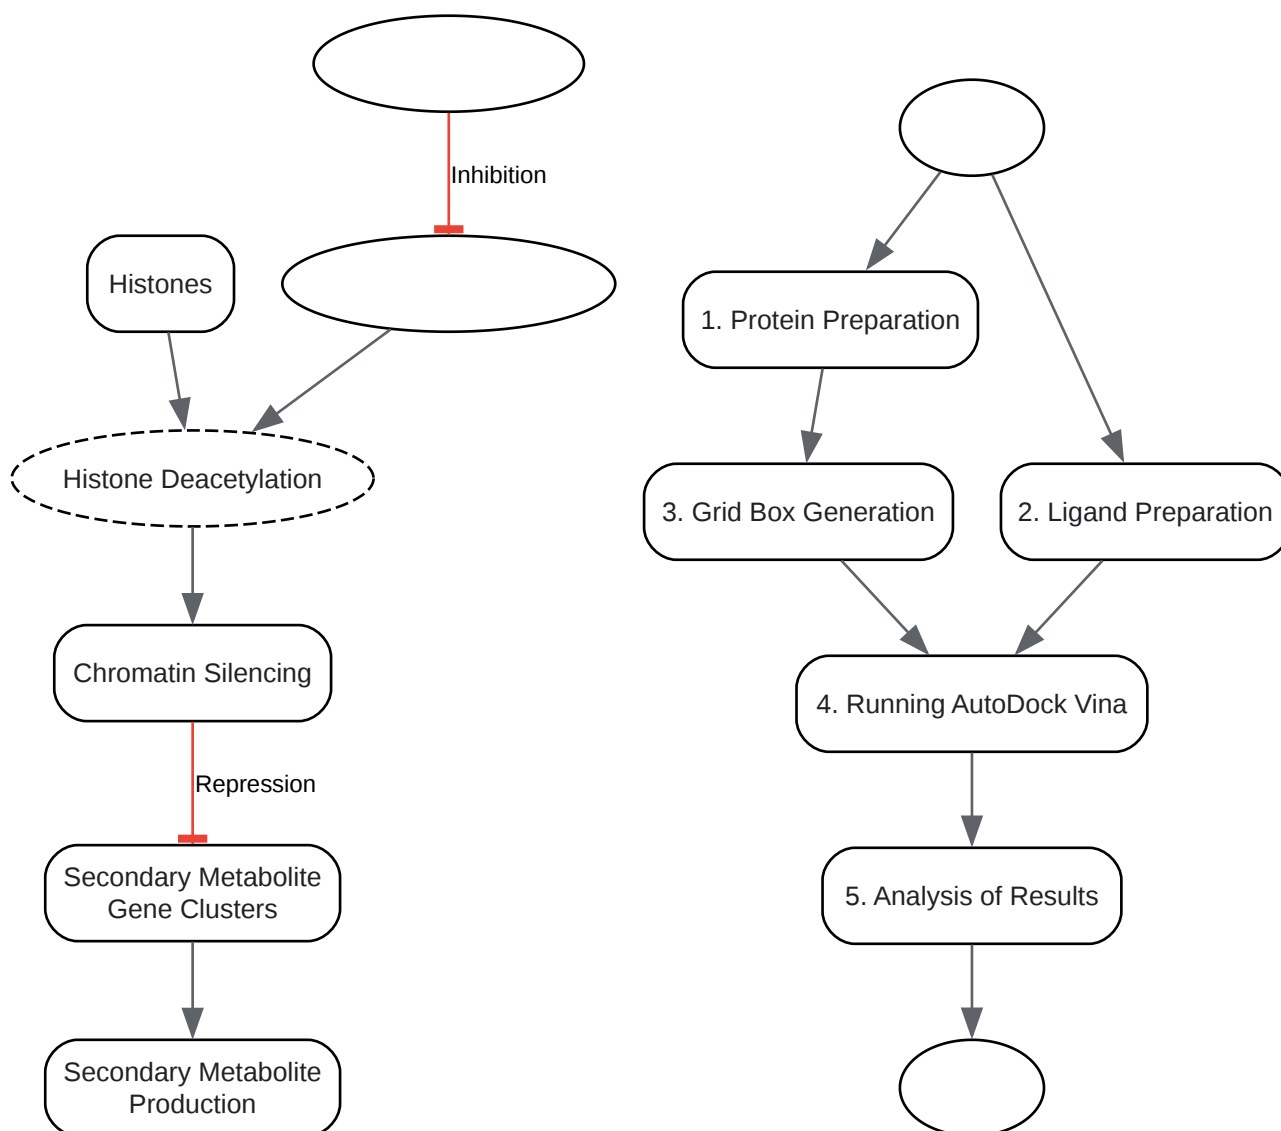 Inhibition
Histones
Histone Deacetylation
Chromatin Silencing
Repression
Secondary Metabolite
Gene Clusters
Secondary Metabolite
Production
1. Protein Preparation
3. Grid Box Generation
2. Ligand Preparation
4. Running AutoDock Vina
5. Analysis of Results